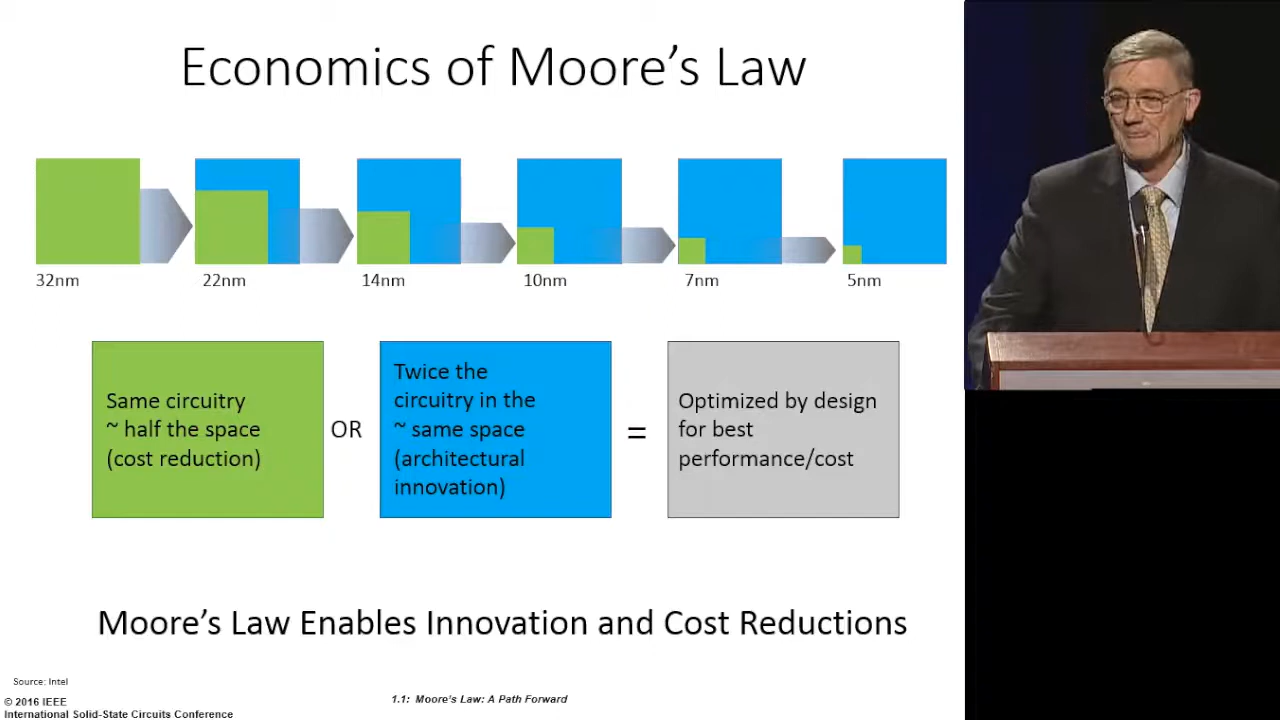 Economics of Moore’s Law
32nm
22nm
14nm
10nm
7nm
5nm
Same circuitry
~ half the space
(cost reduction)
OR
Twice the
circuitry in the
~ same space
(architectural
innovation)
=
Optimized by design
for best
performance/cost
Moore’s Law Enables Innovation and Cost Reductions
Source: Intel
© 2016 IEEE
International Solid-State Circuits Conference
1.1: Moore’s Law: A Path Forward